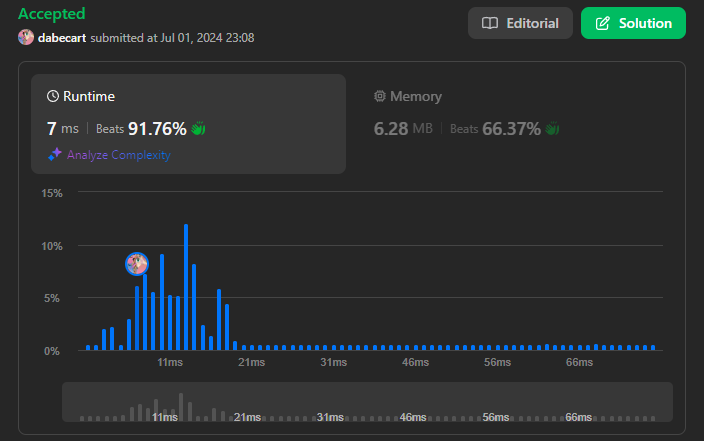 Accepted
dabecart submitted at Jul 01, 2024 23:08
Editorial
Solution
Runtime
7 ms | Beats 91.76%
Analyze Complexity
Memory
6.28 MB | Beats 66.37%
15%
10%
5%
0%
11ms 21ms 31ms 46ms 56ms 66ms
11ms 21ms 31ms 46ms 56ms 66ms